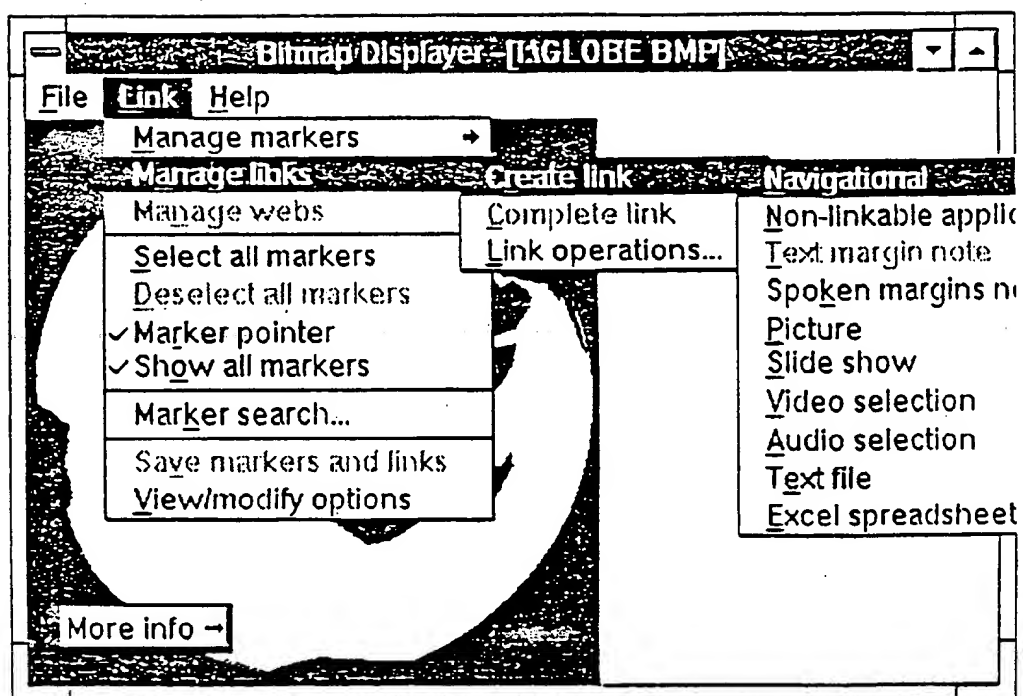 Bitmap Displayer-[I:\GLOBE BMP]
File Link Help
Manage markers →
Manage links
Manage webs
Select all markers
Deselect all markers
✓ Marker pointer
✓ Show all markers
Marker search...
Save markers and links
View/modify options
Create link
Complete link
Link operations...
Navigational
Non-linkable applic
Text margin note
Spoken margins n
Picture
Slide show
Video selection
Audio selection
Text file
Excel spreadsheet
More info →